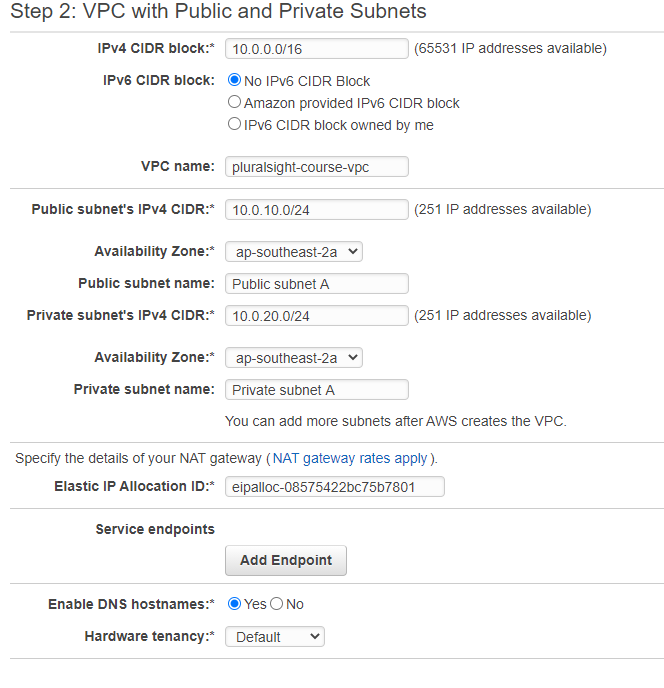 Step 2: VPC with Public and Private Subnets
IPv4 CIDR block:* 10.0.0.0/16 (65531 IP addresses available)
IPv6 CIDR block: No IPv6 CIDR Block
Amazon provided IPv6 CIDR block
IPv6 CIDR block owned by me
VPC name: pluralsight-course-vpc
Public subnet's IPv4 CIDR:* 10.0.10.0/24 (251 IP addresses available)
Availability Zone:* ap-southeast-2a
Public subnet name: Public subnet A
Private subnet's IPv4 CIDR:* 10.0.20.0/24 (251 IP addresses available)
Availability Zone:* ap-southeast-2a
Private subnet name: Private subnet A
You can add more subnets after AWS creates the VPC.
Specify the details of your NAT gateway (NAT gateway rates apply).
Elastic IP Allocation ID:* eipalloc-08575422bc75b7801
Service endpoints
Add Endpoint
Enable DNS hostnames:* Yes No
Hardware tenancy:* Default